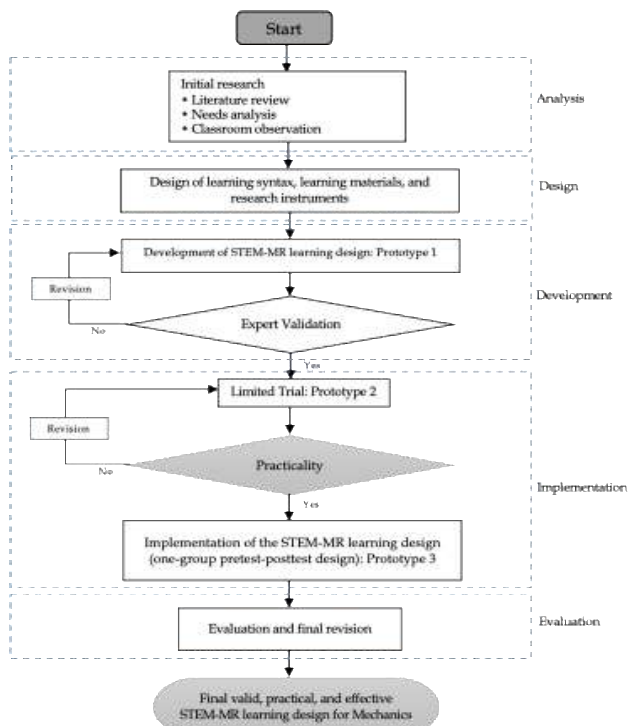 Start
Initial research
• Literature review
• Needs analysis
• Classroom observation
Analysis
Design of learning syntax, learning materials, and
research instruments
Design
Development of STEM-MR learning design: Prototype 1
Revision
Development
Expert Validation
No
Yes
Limited Trial: Prototype 2
Revision
Practicality
No
Implementation
Yes
Implementation of the STEM-MR learning design
(one-group pretest-posttest design): Prototype 3
Evaluation and final revision
Evaluation
Final valid, practical, and effective
STEM-MR learning design for Mechanics